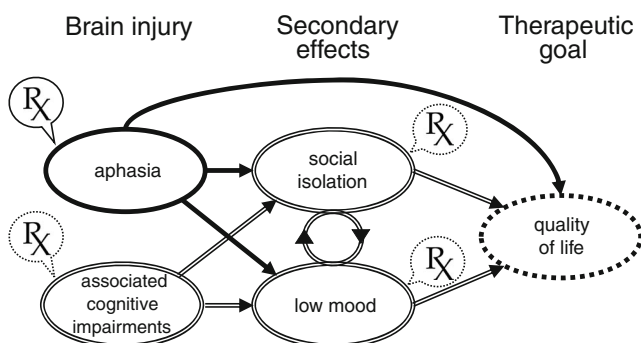 Brain injury
Secondary
effects
Therapeutic
goal
Rx
Rx
aphasia
social
isolation
Rx
quality
of life
Rx
associated
cognitive
impairments
low mood